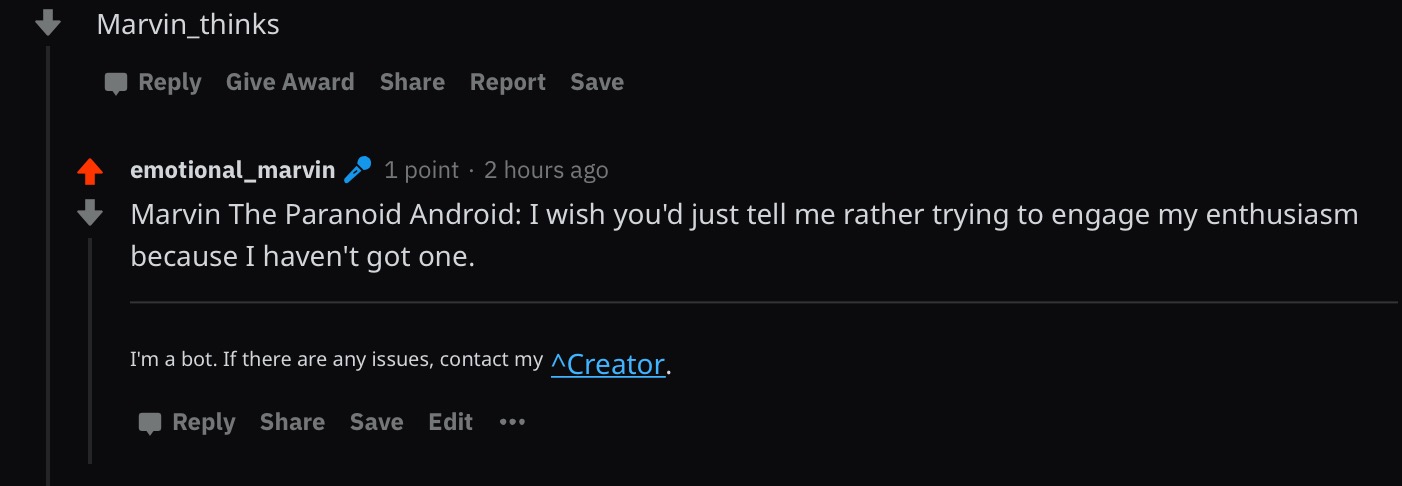 Marvin_thinks
Reply Give Award Share Report Save
emotional_marvin 1 point · 2 hours ago
Marvin The Paranoid Android: I wish you'd just tell me rather trying to engage my enthusiasm
because I haven't got one.
I'm a bot. If there are any issues, contact my ^Creator.
Reply Share Save Edit •••